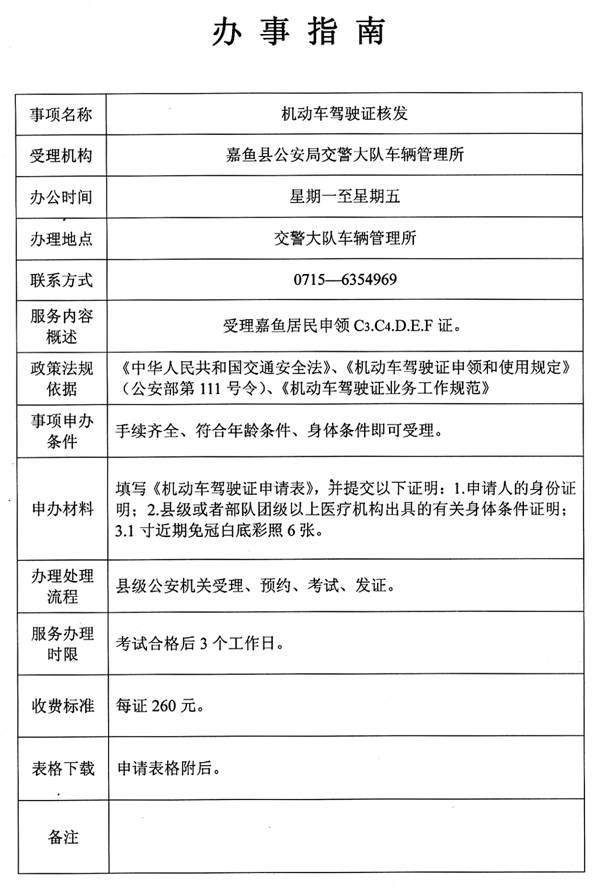 办事指南
事项名称
机动车驾驶证核发
受理机构
嘉鱼县公安局交警大队车辆管理所
办公时间
星期一至星期五
办理地点
交警大队车辆管理所
联系方式
0715—6354969
服务内容
概述
受理嘉鱼居民申领 C3.C4.D.E.F 证。
政策法规
依据
《中华人民共和国交通安全法》、《机动车驾驶证申领和使用规定》
（公安部第 111 号令）、《机动车驾驶证业务工作规范》
事项申办
条件
手续齐全、符合年龄条件、身体条件即可受理。
申办材料
填写《机动车驾驶证申请表》，并提交以下证明：1.申请人的身份证
明；2.县级或者部队团级以上医疗机构出具的有关身体条件证明；
3.1 寸近期免冠白底彩照 6 张。
办理处理
流程
县级公安机关受理、预约、考试、发证。
服务办理
时限
考试合格后 3 个工作日。
收费标准
每证 260 元。
表格下载
申请表格附后。
备注